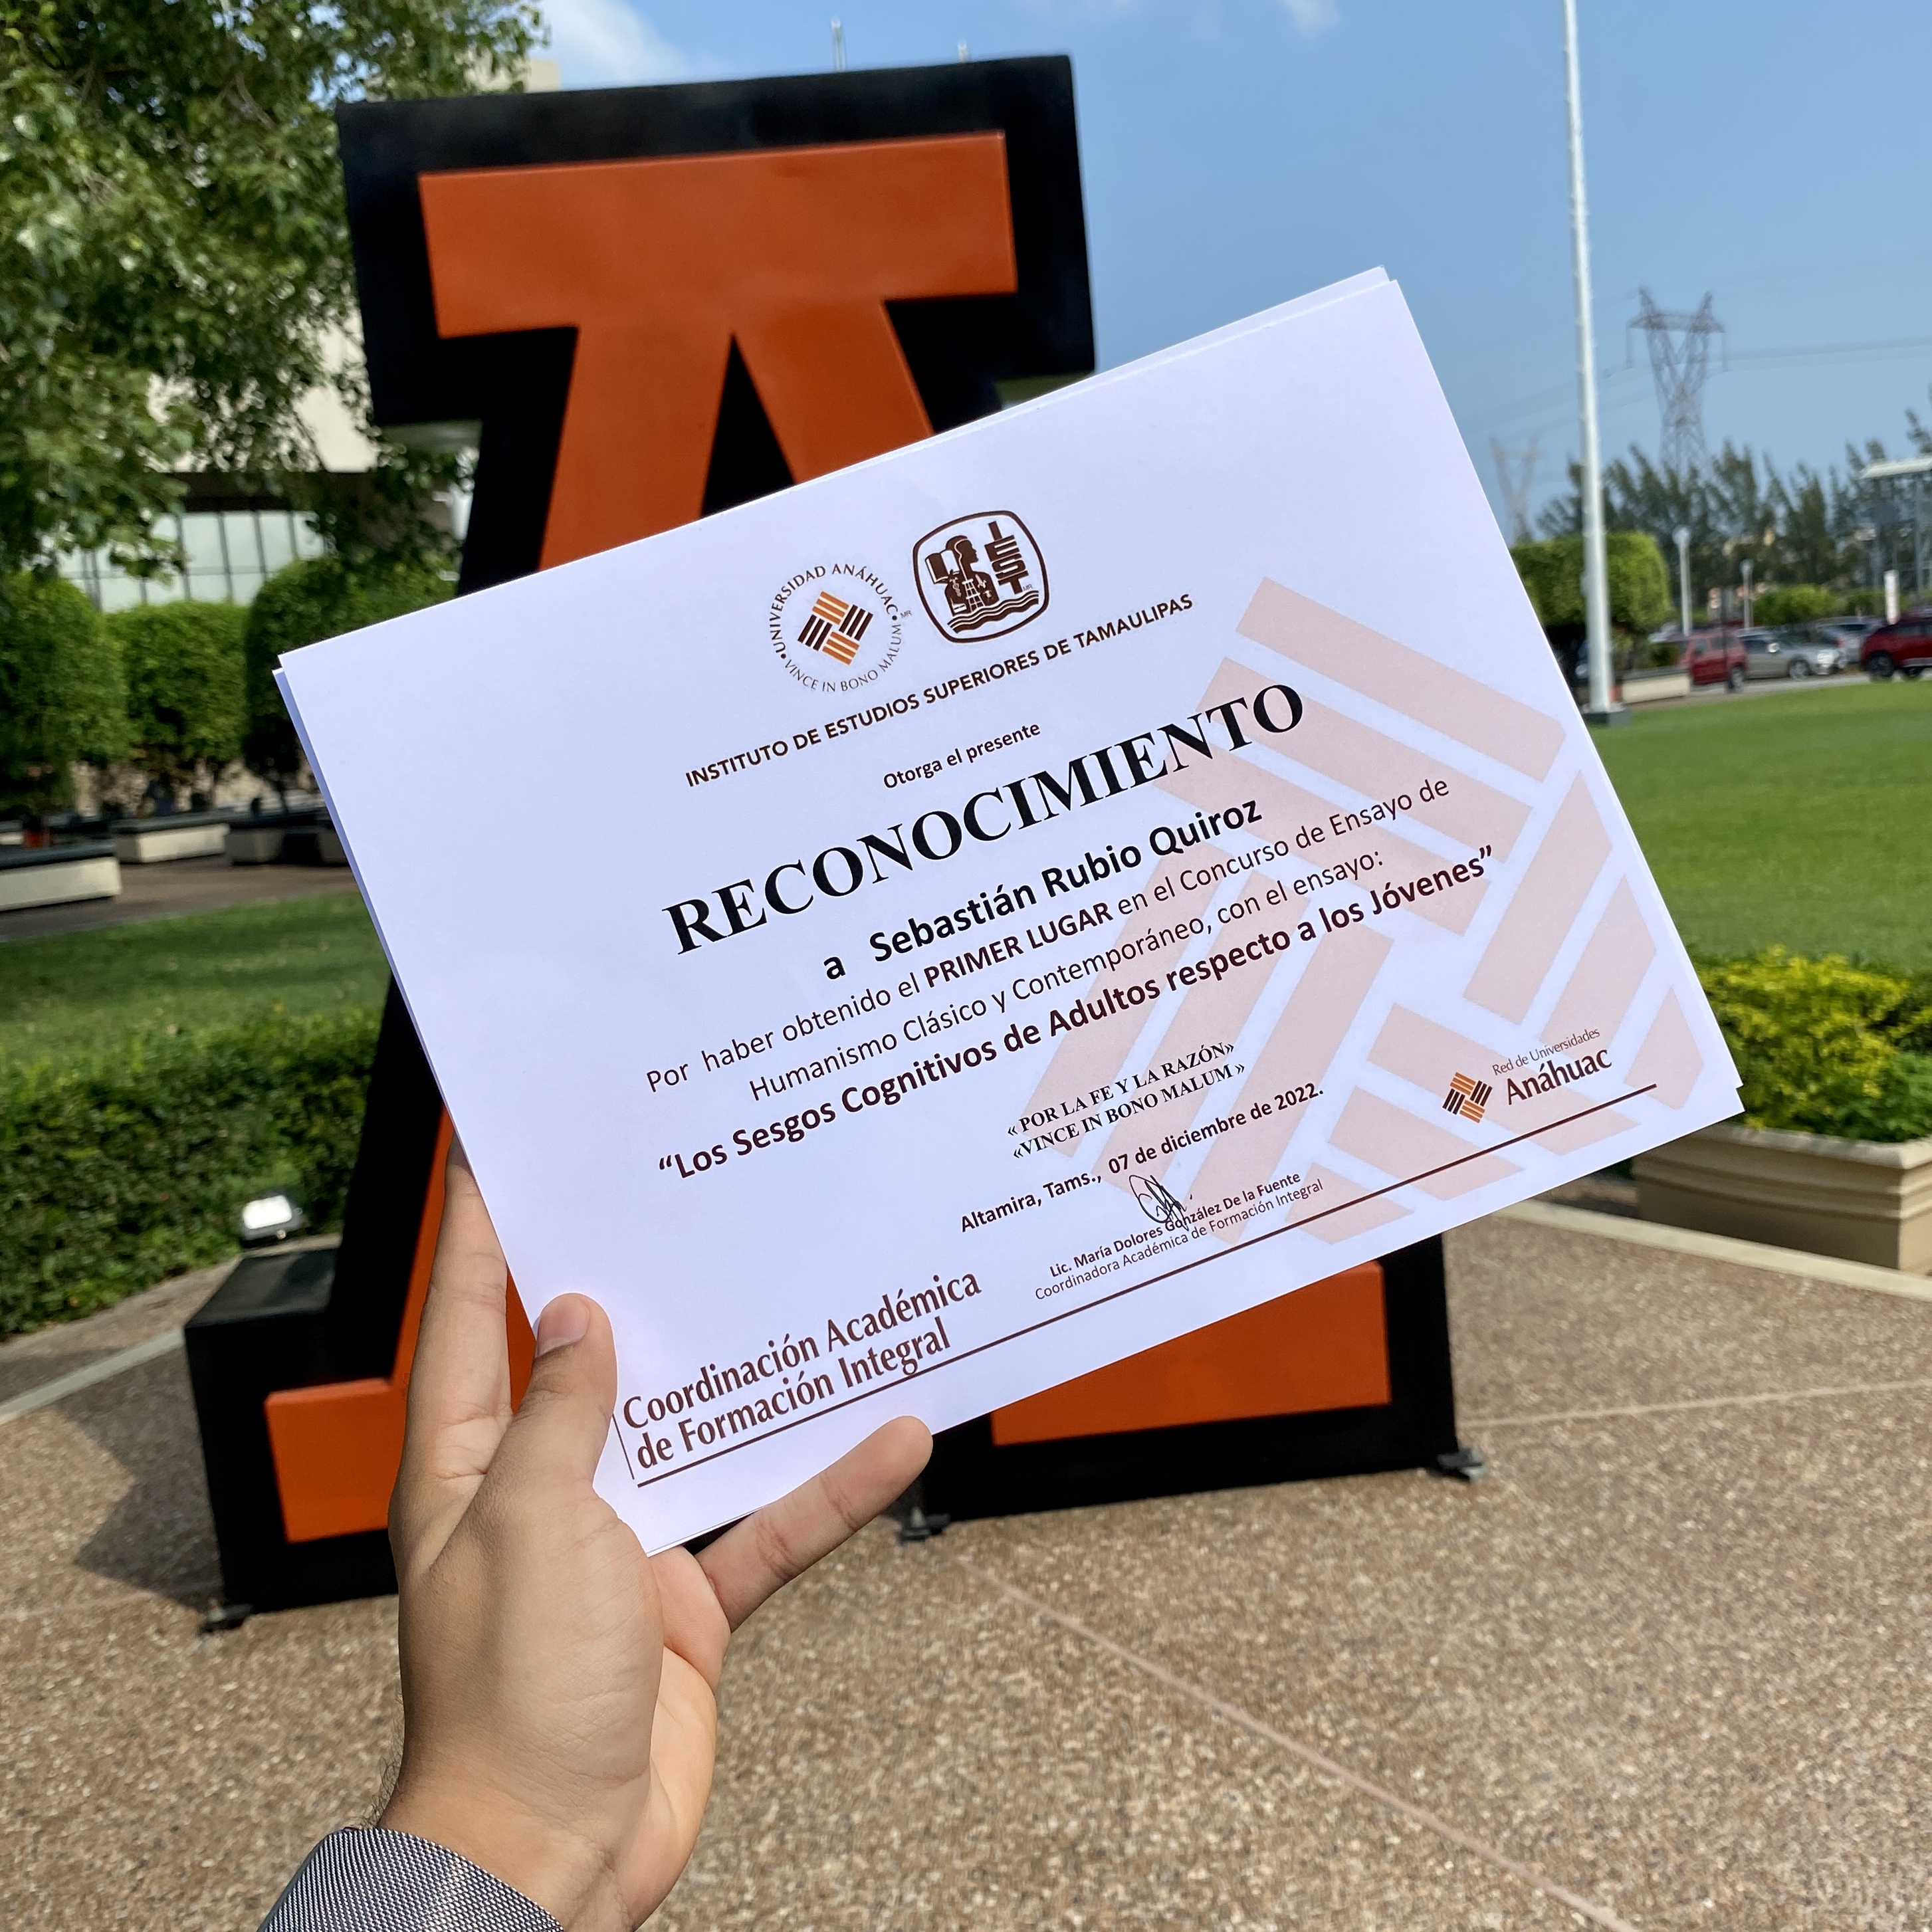 UNIVERSIDAD ANÁHUAC
VINCE IN BONO MALUM
IEST
INSTITUTO DE ESTUDIOS SUPERIORES DE TAMAULIPAS
Otorga el presente
RECONOCIMIENTO
a Sebastián Rubio Quiroz
Por haber obtenido el PRIMER LUGAR en el Concurso de Ensayo de
Humanismo Clásico y Contemporáneo, con el ensayo:
“Los Sesgos Cognitivos de Adultos respecto a los Jóvenes”
« POR LA FE Y LA RAZÓN»
«VINCE IN BONO MALUM »
Altamira, Tams., 07 de diciembre de 2022.
Lic. María Dolores González De la Fuente
Coordinadora Académica de Formación Integral
Red de Universidades
Anáhuac
Coordinación Académica
de Formación Integral